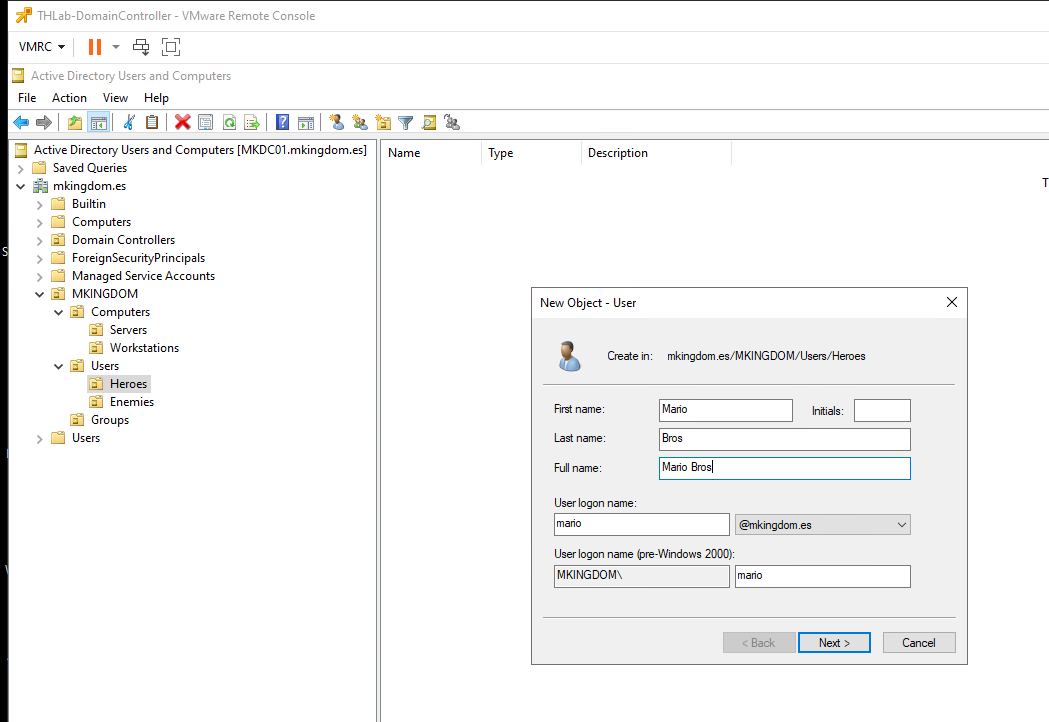 THLab-DomainController - VMware Remote Console
VMRC
Active Directory Users and Computers
File Action View Help
Active Directory Users and Computers [MKDC01.mkingdom.es]
Saved Queries
mkingdom.es
Builtin
Computers
Domain Controllers
ForeignSecurityPrincipals
Managed Service Accounts
MKINGDOM
Computers
Servers
Workstations
Users
Heroes
Enemies
Groups
Users
Name Type Description
New Object - User
Create in: mkingdom.es/MKINGDOM/Users/Heroes
First name: Mario Initials:
Last name: Bros
Full name: Mario Bros
User logon name:
mario @mkingdom.es
User logon name (pre-Windows 2000):
MKINGDOM\ mario
< Back Next > Cancel